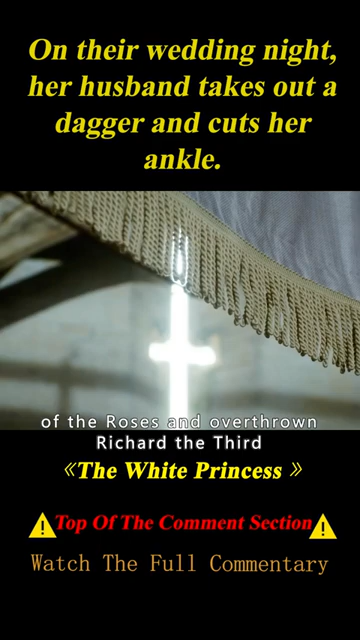 On their wedding night,
her husband takes out a
dagger and cuts her
ankle.
of the Roses and overthrown
Richard the Third
《The White Princess 》
Top Of The Comment Section
Watch The Full Commentary